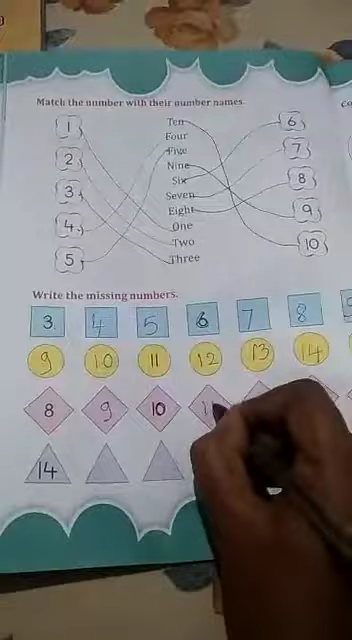 Match the number with their number names.
1 Ten 6
Four
2 Five 7
Nine
3 Six 8
Seven
4 Eight 9
One
5 Two 10
Three
Write the missing numbers.
3 4 5 6 7 8
9 10 11 12 13 14
8 9 10
14